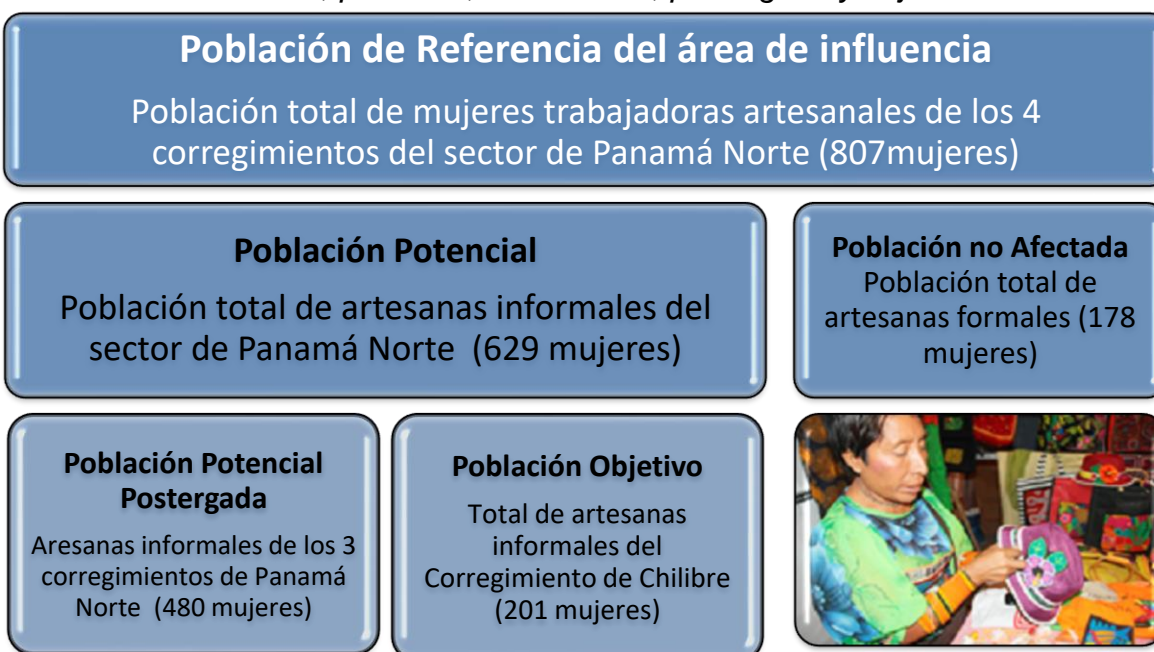 Población de Referencia del área de influencia
Población total de mujeres trabajadoras artesanales de los 4
corregimientos del sector de Panamá Norte (807mujeres)
Población Potencial
Población total de artesanas informales del
sector de Panamá Norte (629 mujeres)
Población no Afectada
Población total de
artesanas formales (178
mujeres)
Población Potencial
Postergada
Aresanas informales de los 3
corregimientos de Panamá
Norte (480 mujeres)
Población Objetivo
Total de artesanas
informales del
Corregimiento de Chilibre
(201 mujeres)